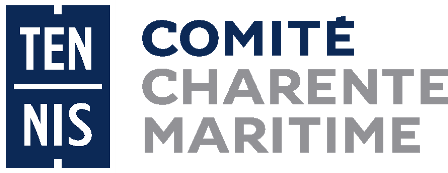 TEN
NIS
COMITÉ
CHARENTE
MARITIME